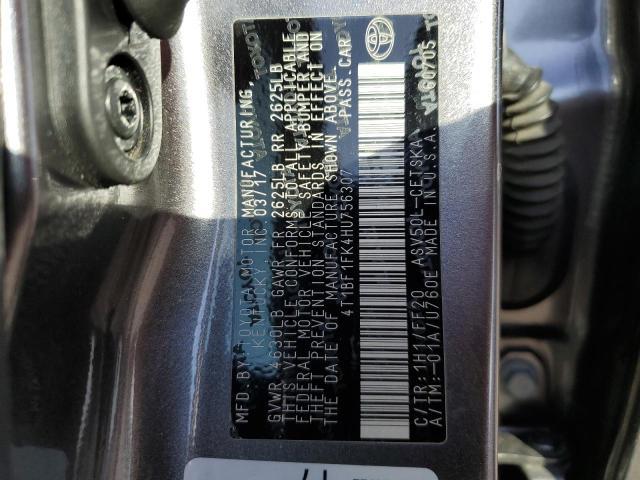 MFD.BY: TOYOTA MOTOR MANUFACTURING,
KENTUCKY INC. 03/17
GVWR 4630LB GAWR FR 2625LB RR 2625LB
THIS VEHICLE CONFORMS TO ALL APPLICABLE
FEDERAL MOTOR VEHICLE SAFETY, BUMPER, AND
THEFT PREVENTION STANDARDS IN EFFECT ON
THE DATE OF MANUFACTURE SHOWN ABOVE.
4T1BF1FK4HU756307 PASS.CAR
C/TR:1H1/FF20 ASV50L-CETSKA
A/TM:-01A/U760E MADE IN U.S.A.
TOYOTA